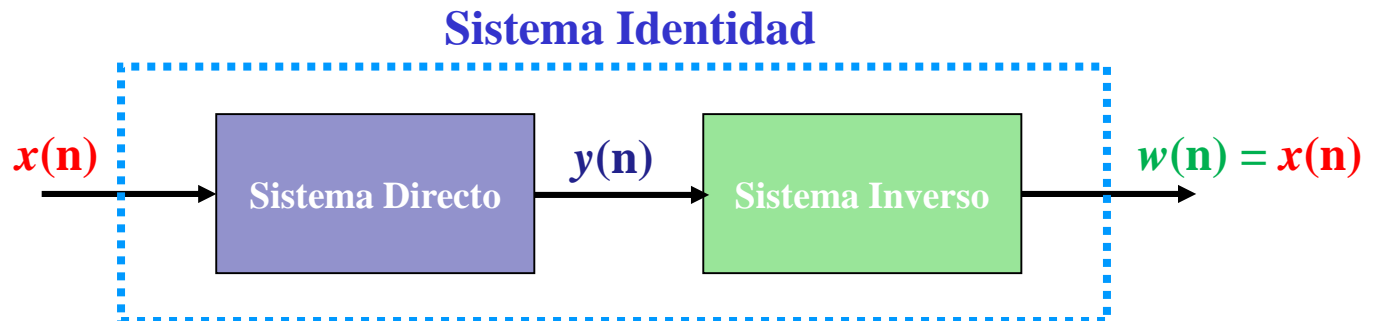 Sistema Identidad
x(n)
Sistema Directo
y(n)
Sistema Inverso
w(n) = x(n)